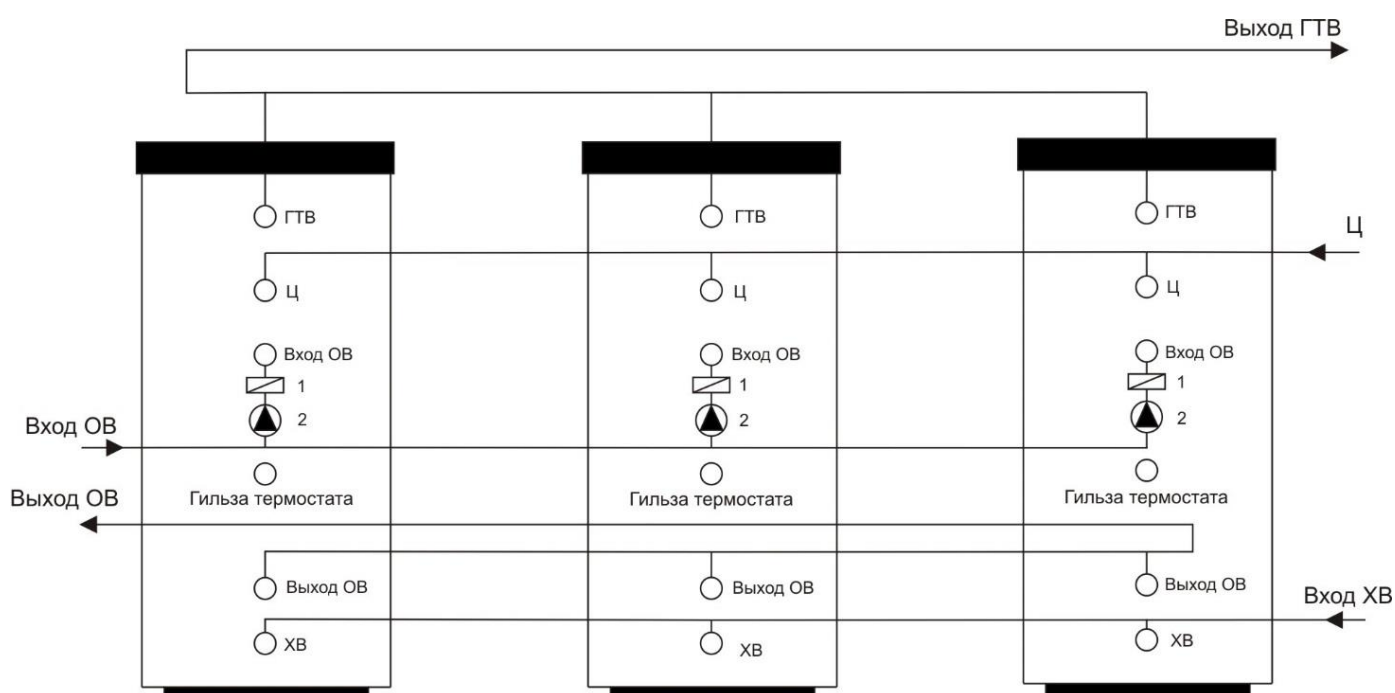 Выход ГТВ
ГТВ
ГТВ
ГТВ
Ц
Ц
Ц
Ц
Вход ОВ
Вход ОВ
Вход ОВ
1
1
1
2
2
2
Вход ОВ
Гильза термостата
Гильза термостата
Гильза термостата
Выход ОВ
Выход ОВ
Выход ОВ
Выход ОВ
Вход ХВ
ХВ
ХВ
ХВ